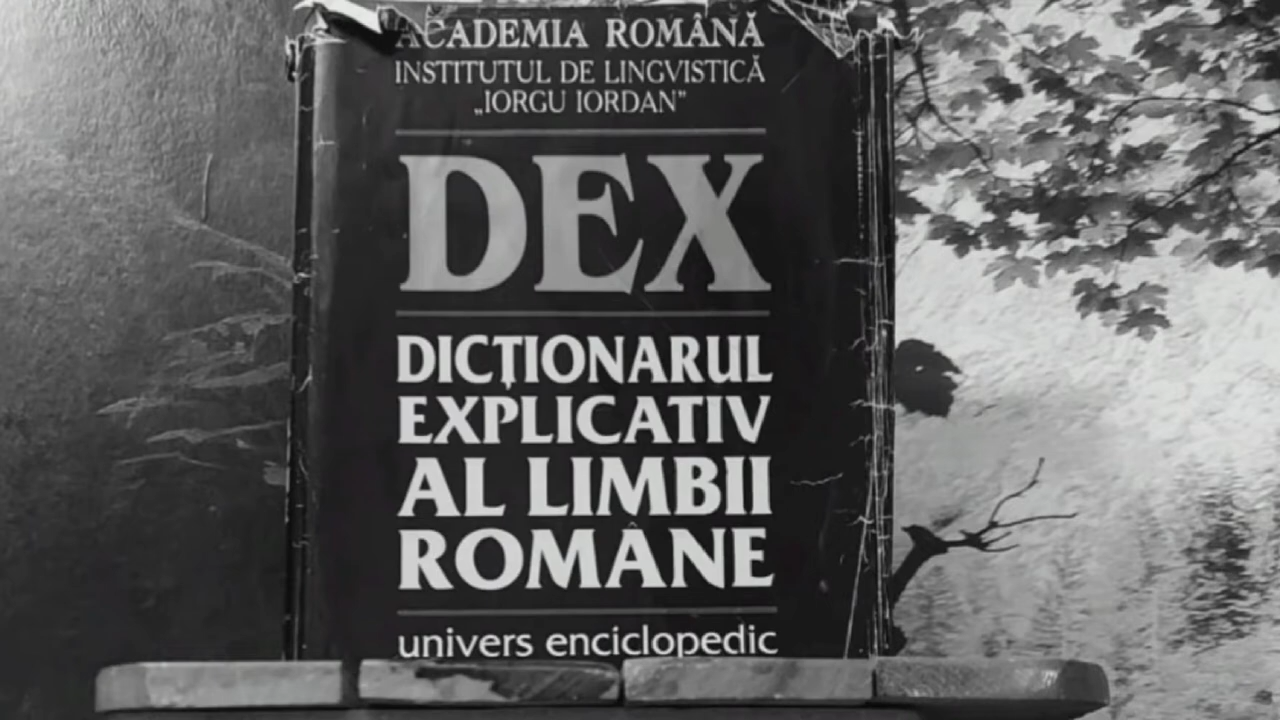 ACADEMIA ROMÂNĂ
INSTITUTUL DE LINGVISTICĂ
„IORGU IORDAN”
DEX
DICȚIONARUL
EXPLICATIV
AL LIMBII
ROMÂNE
univers enciclopedic